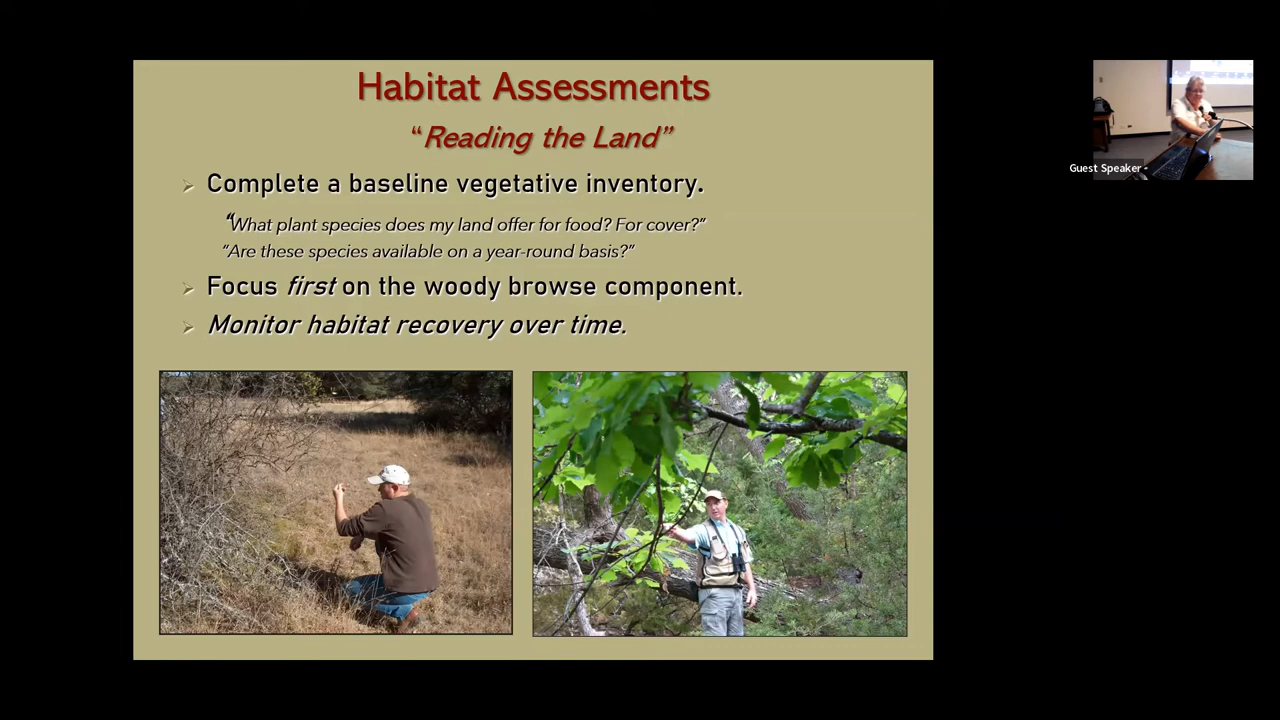 Habitat Assessments
“Reading the Land”
Complete a baseline vegetative inventory.
“What plant species does my land offer for food? For cover?”
“Are these species available on a year-round basis?”
Focus first on the woody browse component.
Monitor habitat recovery over time.
Guest Speaker -